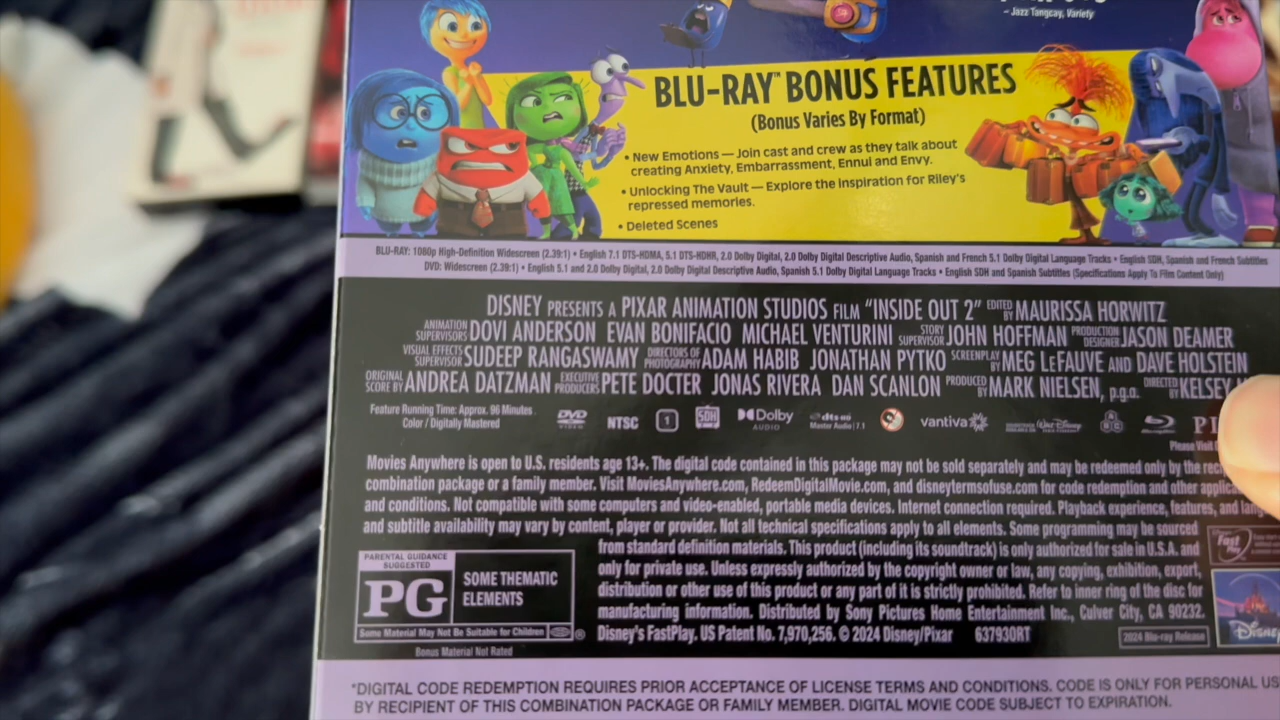 - Jazz Tangcay, Variety
BLU-RAY™ BONUS FEATURES
(Bonus Varies By Format)
• New Emotions — Join cast and crew as they talk about
creating Anxiety, Embarrassment, Ennui and Envy.
• Unlocking The Vault — Explore the inspiration for Riley's
repressed memories.
• Deleted Scenes
BLU-RAY: 1080p High-Definition Widescreen (2.39:1) • English 7.1 DTS-HDMA, 5.1 DTS-HDHR, 2.0 Dolby Digital, 2.0 Dolby Digital Descriptive Audio, Spanish and French 5.1 Dolby Digital Language Tracks • English SDH, Spanish and French Subtitles
DVD: Widescreen (2.39:1) • English 5.1 and 2.0 Dolby Digital, 2.0 Dolby Digital Descriptive Audio, Spanish 5.1 Dolby Digital Language Tracks • English SDH and Spanish Subtitles (Specifications Apply To Film Content Only)
DISNEY PRESENTS A PIXAR ANIMATION STUDIOS FILM "INSIDE OUT 2" EDITED BY MAURISSA HORWITZ
ANIMATION SUPERVISORS DOVI ANDERSON EVAN BONIFACIO MICHAEL VENTURINI STORY SUPERVISOR JOHN HOFFMAN PRODUCTION DESIGNER JASON DEAMER
VISUAL EFFECTS SUPERVISOR SUDEEP RANGASWAMY DIRECTORS OF PHOTOGRAPHY ADAM HABIB JONATHAN PYTKO SCREENPLAY BY MEG LEFAUVE AND DAVE HOLSTEIN
ORIGINAL SCORE BY ANDREA DATZMAN EXECUTIVE PRODUCERS PETE DOCTER JONAS RIVERA DAN SCANLON PRODUCED BY MARK NIELSEN, p.g.a. DIRECTED BY KELSEY
Feature Running Time: Approx. 96 Minutes
Color / Digitally Mastered
DVD VIDEO NTSC 1 SDH Dolby AUDIO dts-HD Master Audio | 7.1 vantiva Walt Disney
Please Visit
Movies Anywhere is open to U.S. residents age 13+. The digital code contained in this package may not be sold separately and may be redeemed only by the
combination package or a family member. Visit MoviesAnywhere.com, RedeemDigitalMovie.com, and disneytermsofuse.com for code redemption and other
and conditions. Not compatible with some computers and video-enabled, portable media devices. Internet connection required. Playback experience, features, and
and subtitle availability may vary by content, player or provider. Not all technical specifications apply to all elements. Some programming may be sourced
from standard definition materials. This product (including its soundtrack) is only authorized for sale in U.S.A. and
only for private use. Unless expressly authorized by the copyright owner or law, any copying, exhibition, export,
distribution or other use of this product or any part of it is strictly prohibited. Refer to inner ring of the disc for
manufacturing information. Distributed by Sony Pictures Home Entertainment Inc., Culver City, CA 90232.
Disney's FastPlay. US Patent No. 7,970,256. © 2024 Disney/Pixar 637930RT
PARENTAL GUIDANCE
SUGGESTED
PG
SOME THEMATIC
ELEMENTS
Some Material May Not Be Suitable for Children
®
Bonus Material Not Rated
Fast Play
2024 Blu-ray Release
Disney
*DIGITAL CODE REDEMPTION REQUIRES PRIOR ACCEPTANCE OF LICENSE TERMS AND CONDITIONS. CODE IS ONLY FOR PERSONAL
BY RECIPIENT OF THIS COMBINATION PACKAGE OR FAMILY MEMBER. DIGITAL MOVIE CODE SUBJECT TO EXPIRATION.